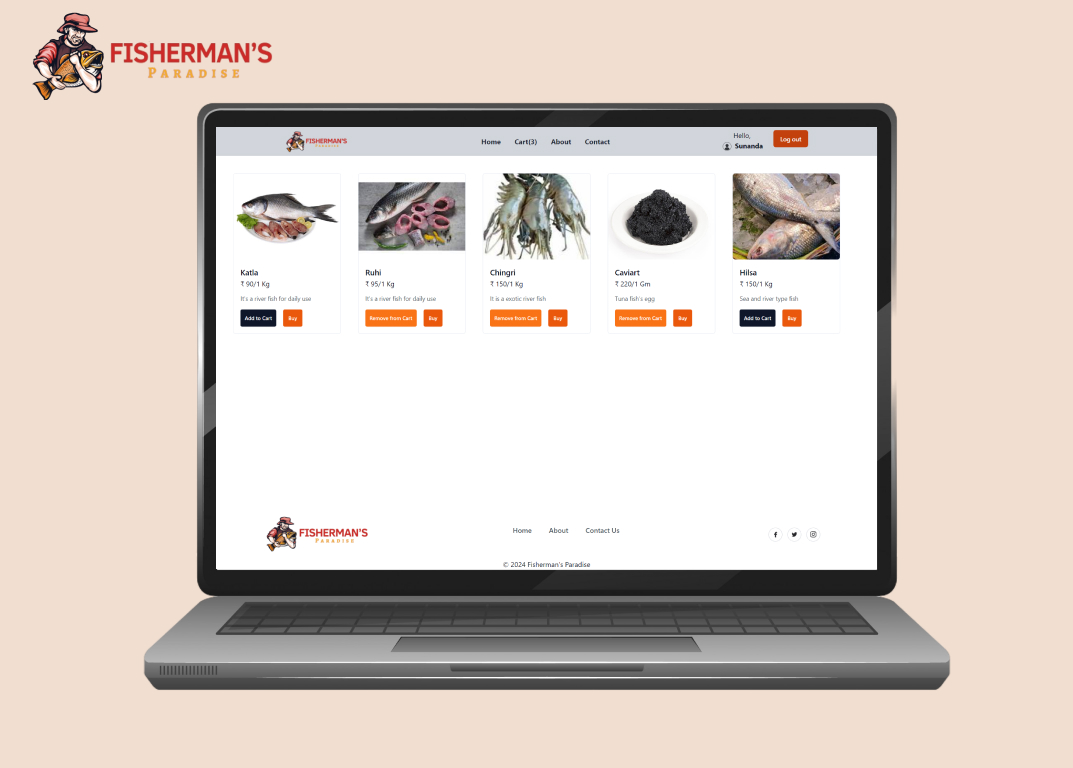 FISHERMAN'S
PARADISE
FISHERMAN'S
PARADISE
Home Cart(3) About Contact
Hello,
Sunanda
Log out
Katla
₹ 90/1 Kg
It's a river fish for daily use
Add to Cart Buy
Ruhi
₹ 95/1 Kg
It's a river fish for daily use
Remove from Cart Buy
Chingri
₹ 150/1 Kg
It is a exotic river fish
Remove from Cart Buy
Caviart
₹ 220/1 Gm
Tuna fish's egg
Remove from Cart Buy
Hilsa
₹ 150/1 Kg
Sea and river type fish
Add to Cart Buy
FISHERMAN'S
PARADISE
Home About Contact Us
© 2024 Fisherman's Paradise